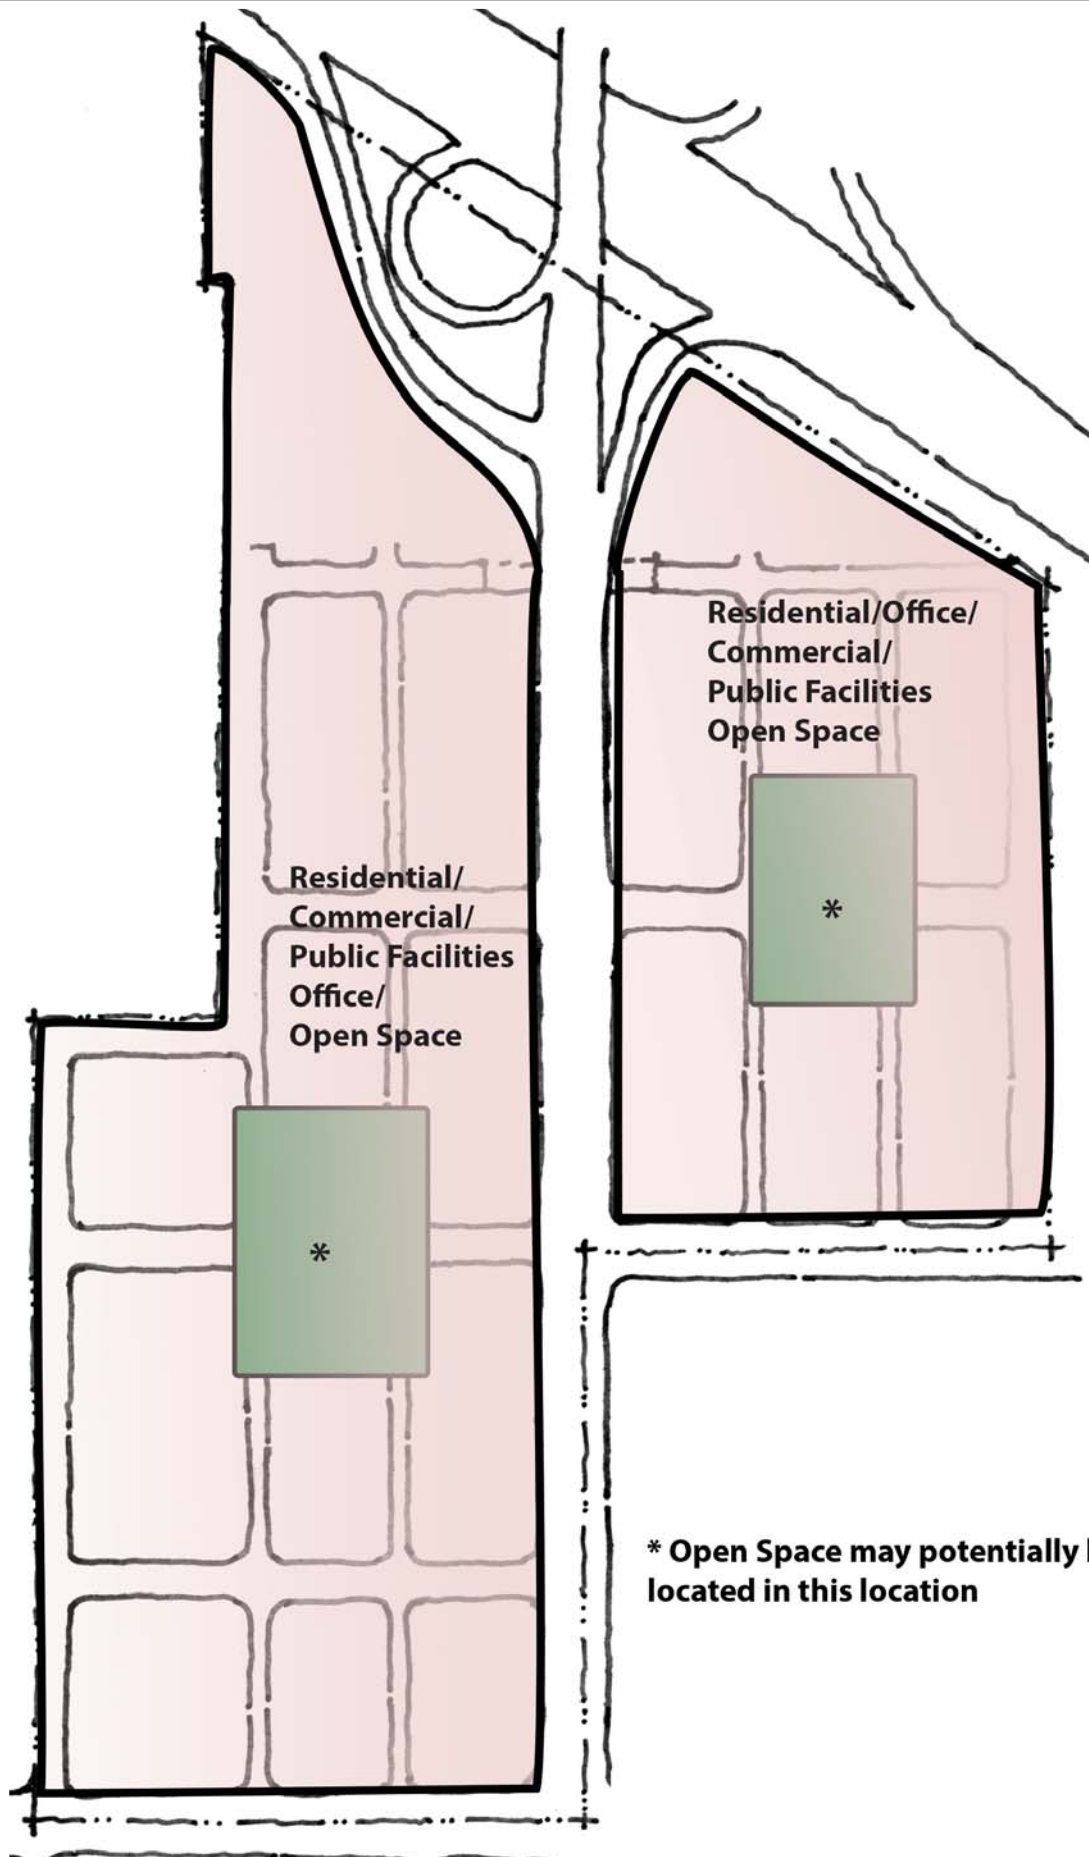 Residential/Office/
Commercial/
Public Facilities
Open Space
*
Residential/
Commercial/
Public Facilities
Office/
Open Space
*
* Open Space may potentially
located in this location